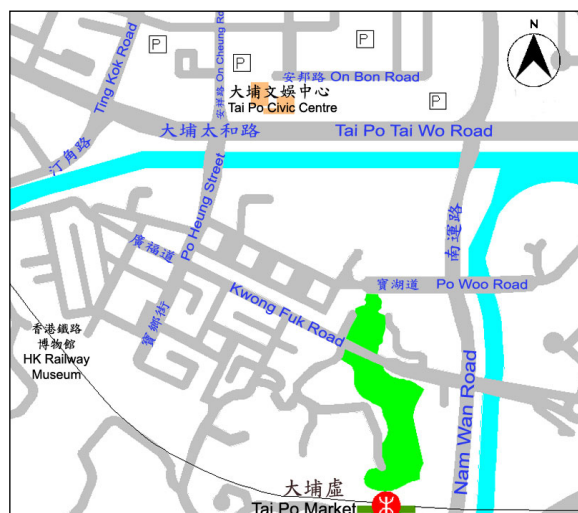 N
P
P
P
P
Ting Kok Road
汀角路
安祥路 On Cheung Rd
安邦路 On Bon Road
大埔文娛中心
Tai Po Civic Centre
大埔太和路 Tai Po Tai Wo Road
Po Heung Street
寶鄉街
廣福道
Kwong Fuk Road
南運路
Nam Wan Road
寶湖道 Po Woo Road
香港鐵路
博物館
HK Railway
Museum
大埔墟
Tai Po Market